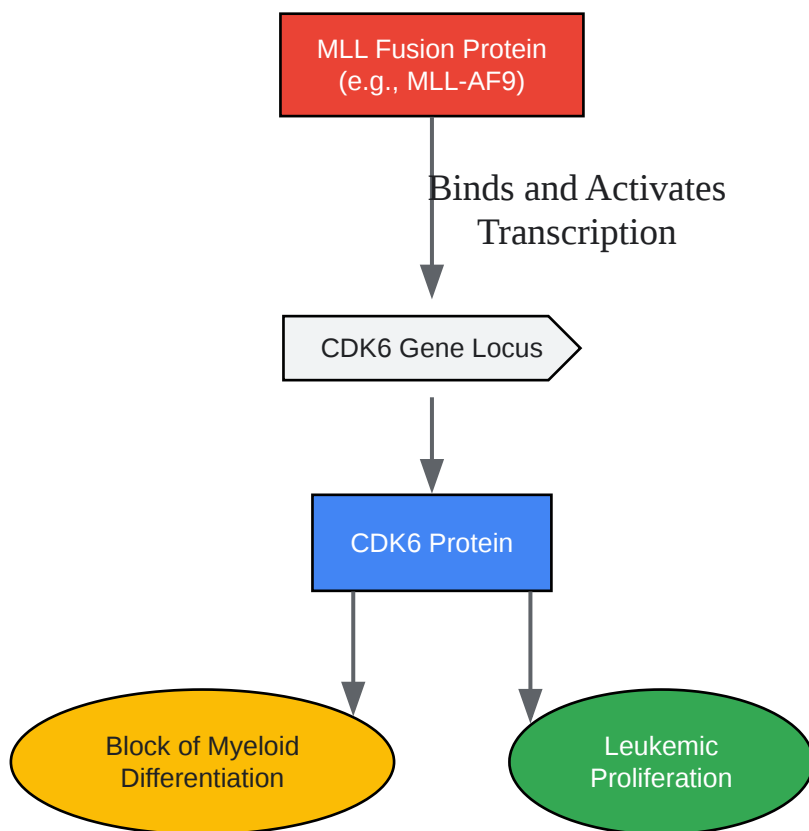 MLL Fusion Protein
(e.g., MLL-AF9)
Binds and Activates
Transcription
CDK6 Gene Locus
CDK6 Protein
Block of Myeloid
Differentiation
Leukemic
Proliferation